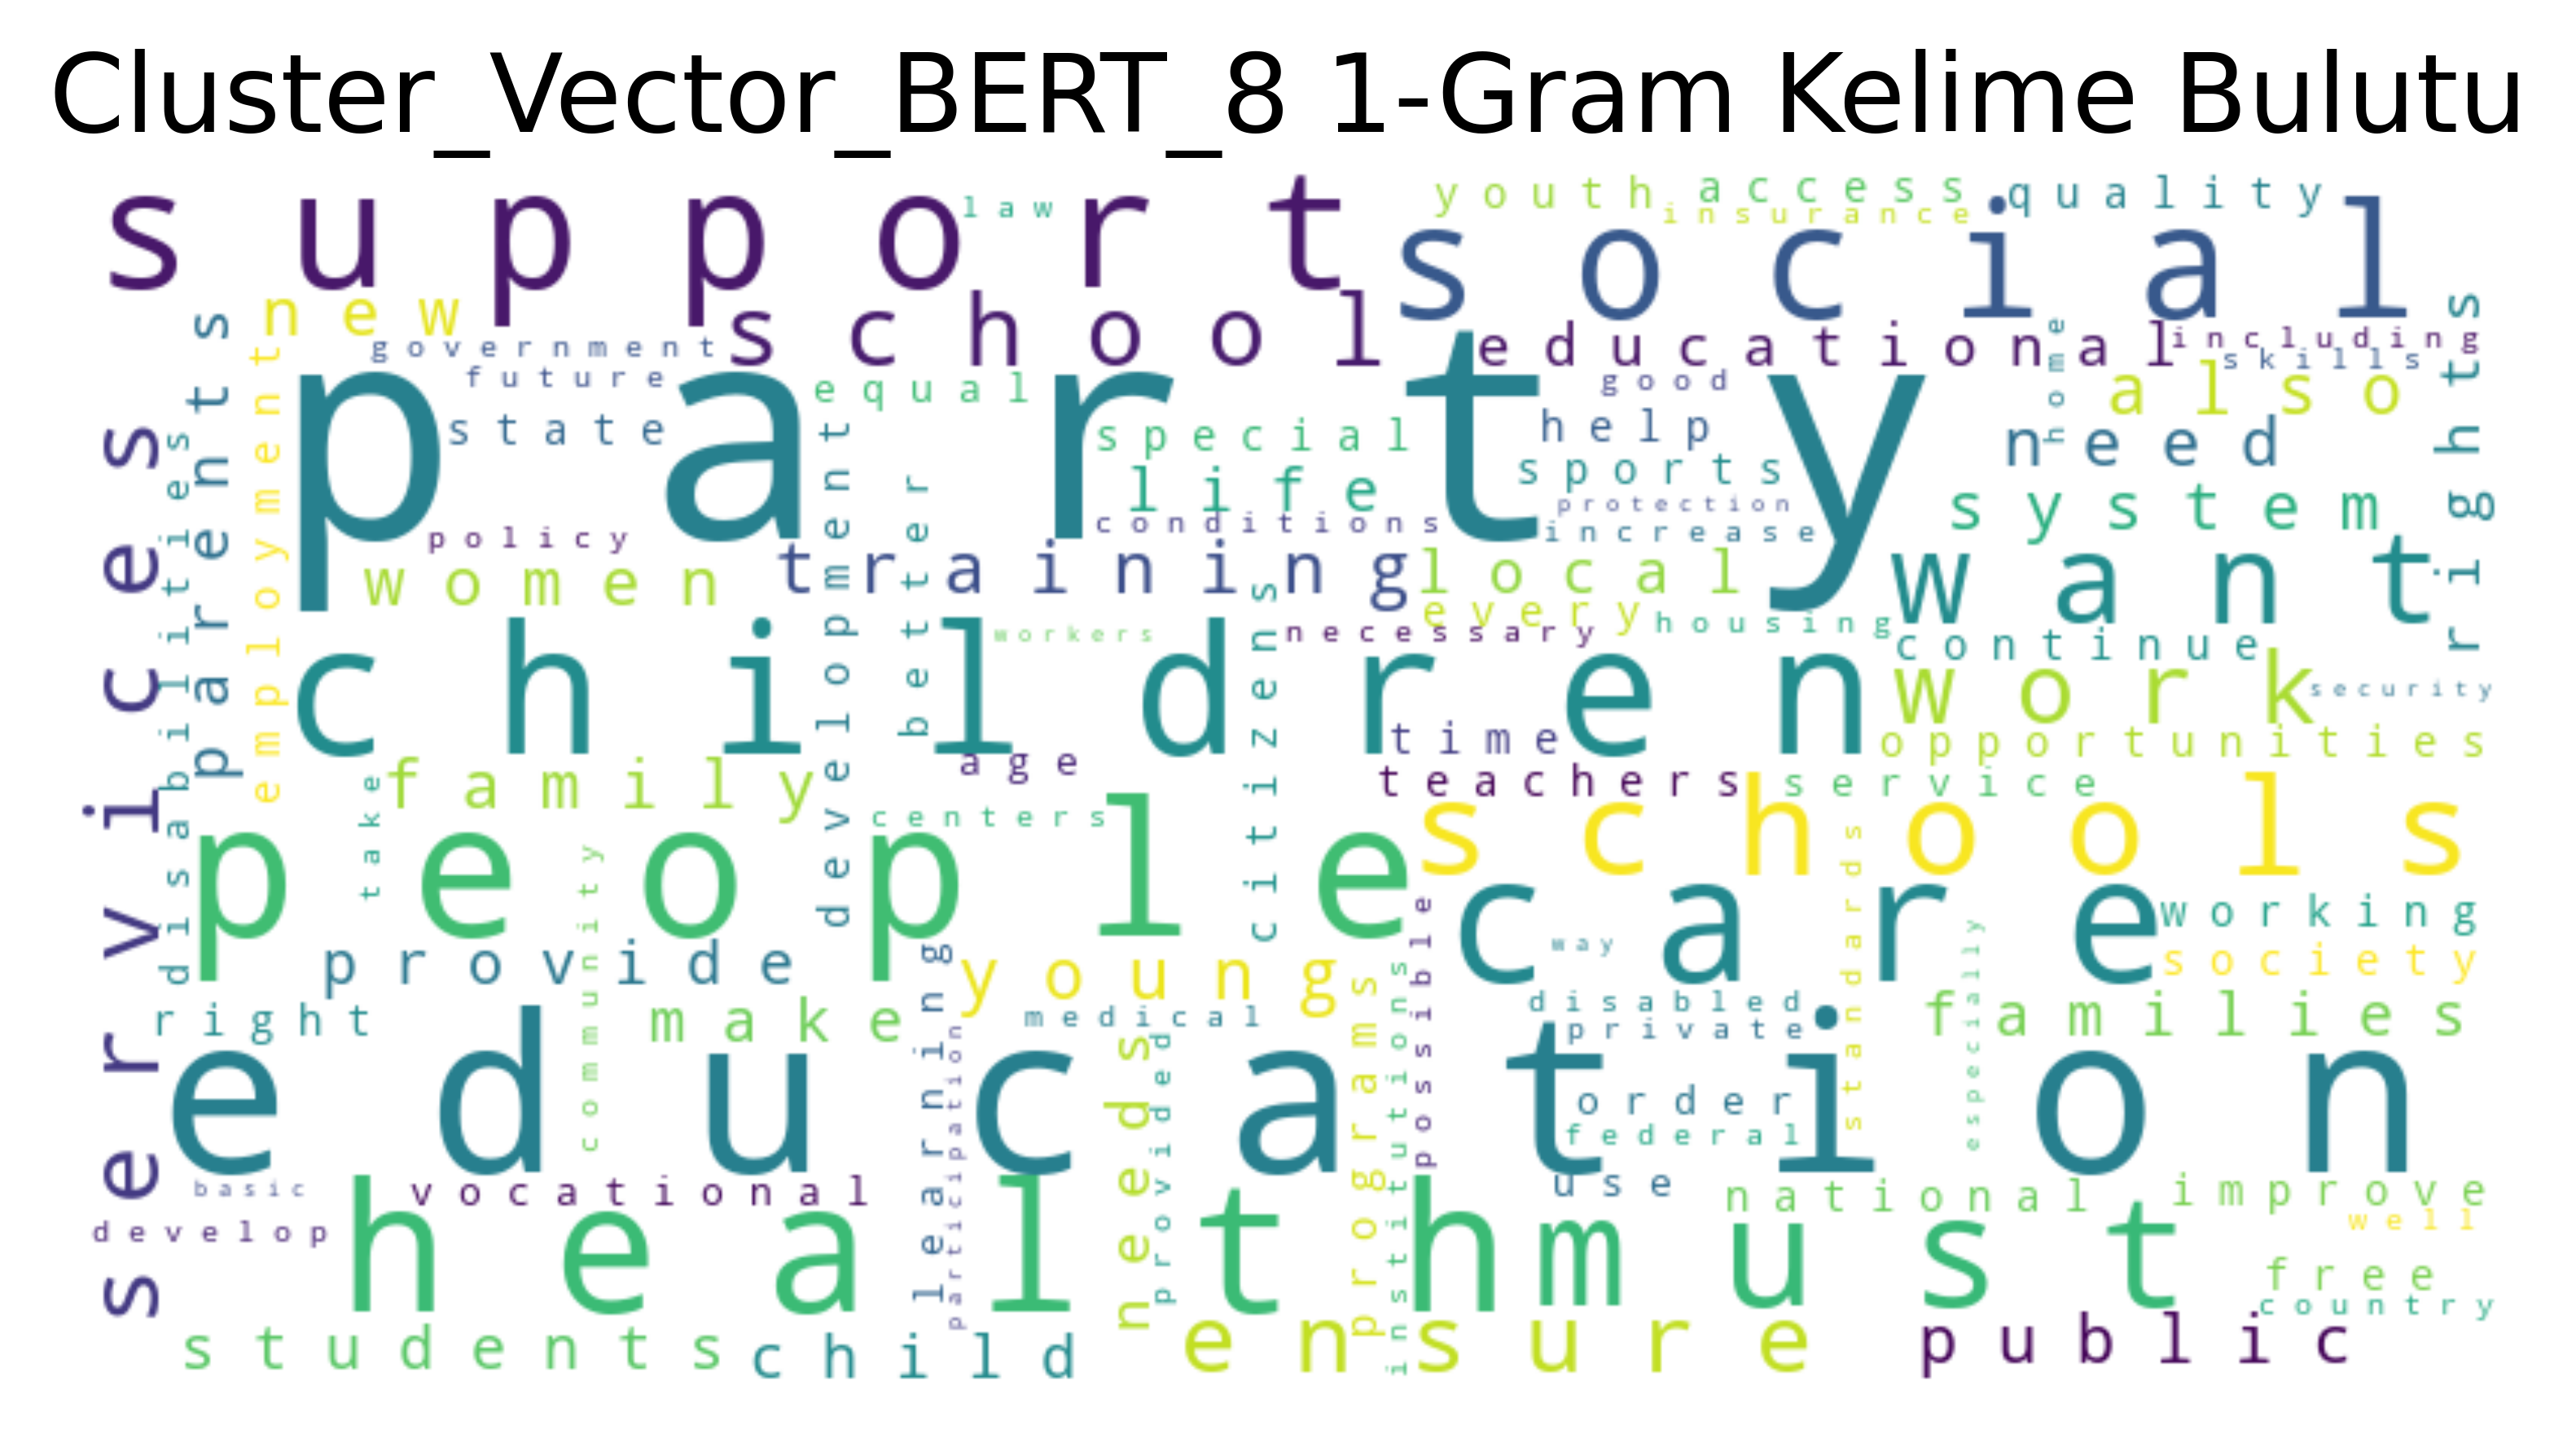 Cluster_Vector_BERT_8 1-Gram Kelime Bulutu
support
law
youth
access
quality
insurance
social
new
school
educational
including
government
skills
future
party
equal
good
home
also
state
special
help
need
rights
services
parents
disabilities
employment
life
sports
system
conditions
protection
increase
policy
women
training
development
better
local
want
every
housing
necessary
workers
continue
children
citizens
work
security
time
opportunities
age
family
take
teachers
service
schools
centers
people
community
care
standards
working
way
society
provide
young
especially
right
make
medical
disabled
private
families
education
learning
participation
needs
provided
programs
institutions
possible
order
federal
use
basic
vocational
national
improve
develop
health
must
well
free
country
students
child
ensure
public